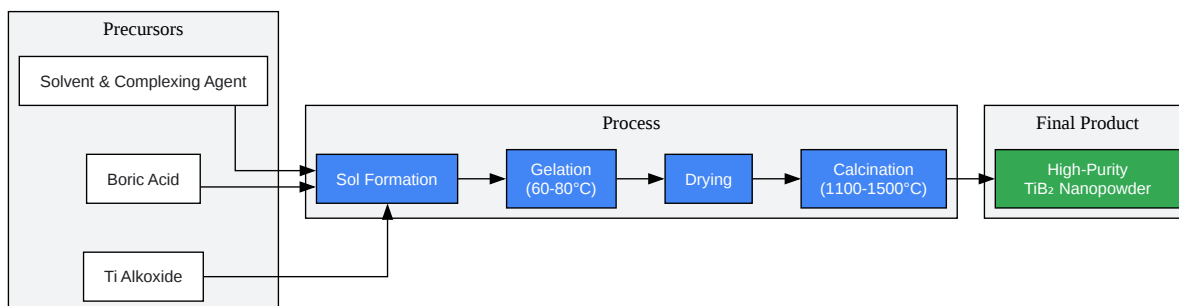 Precursors
Solvent & Complexing Agent
Boric Acid
Ti Alkoxide
Process
Sol Formation
Gelation
(60-80°C)
Drying
Calcination
(1100-1500°C)
Final Product
High-Purity
TiB₂ Nanopowder